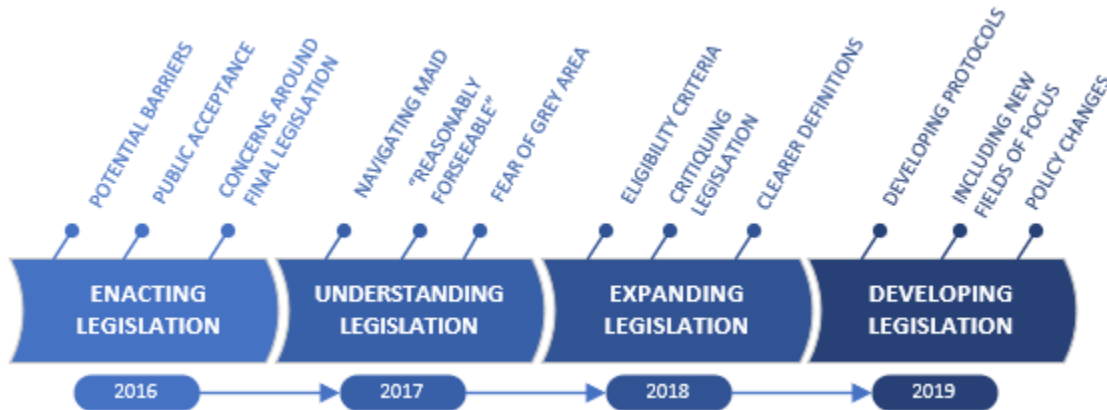 POTENTIAL BARRIERS
PUBLIC ACCEPTANCE
CONCERNS AROUND
FINAL LEGISLATION
NAVIGATING MAID
"REASONABLY
FORSEEABLE”
FEAR OF GREY AREA
ELIGIBILITY CRITERIA
CRITIQUING
LEGISLATION
CLEARER DEFINITIONS
DEVELOPING PROTOCOLS
INCLUDING NEW
FIELDS OF FOCUS
POLICY CHANGES
ENACTING
LEGISLATION
UNDERSTANDING
LEGISLATION
EXPANDING
LEGISLATION
DEVELOPING
LEGISLATION
2016
2017
2018
2019